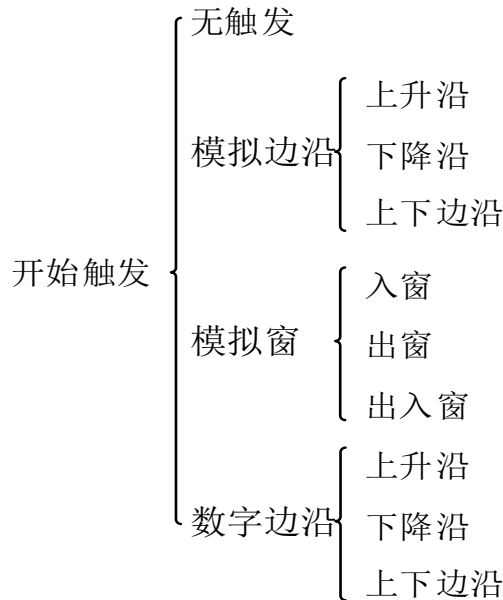 无触发
上升沿
模拟边沿
下降沿
上下边沿
开始触发
入窗
模拟窗
出窗
出入窗
上升沿
数字边沿
下降沿
上下边沿